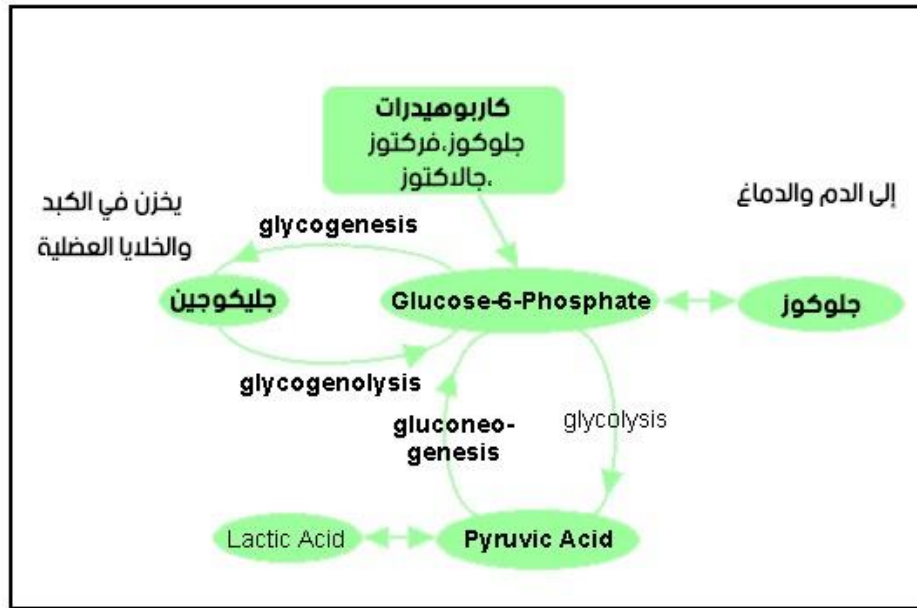 كاربوهيدرات
جلوكوز،فركتوز
،جالاكتوز
إلى الدم والدماغ
يخزن في الكبد
والخلايا العضلية
glycogenesis
جليكوجين
Glucose-6-Phosphate
جلوكوز
glycogenolysis
gluconeo-
genesis
glycolysis
Lactic Acid
Pyruvic Acid